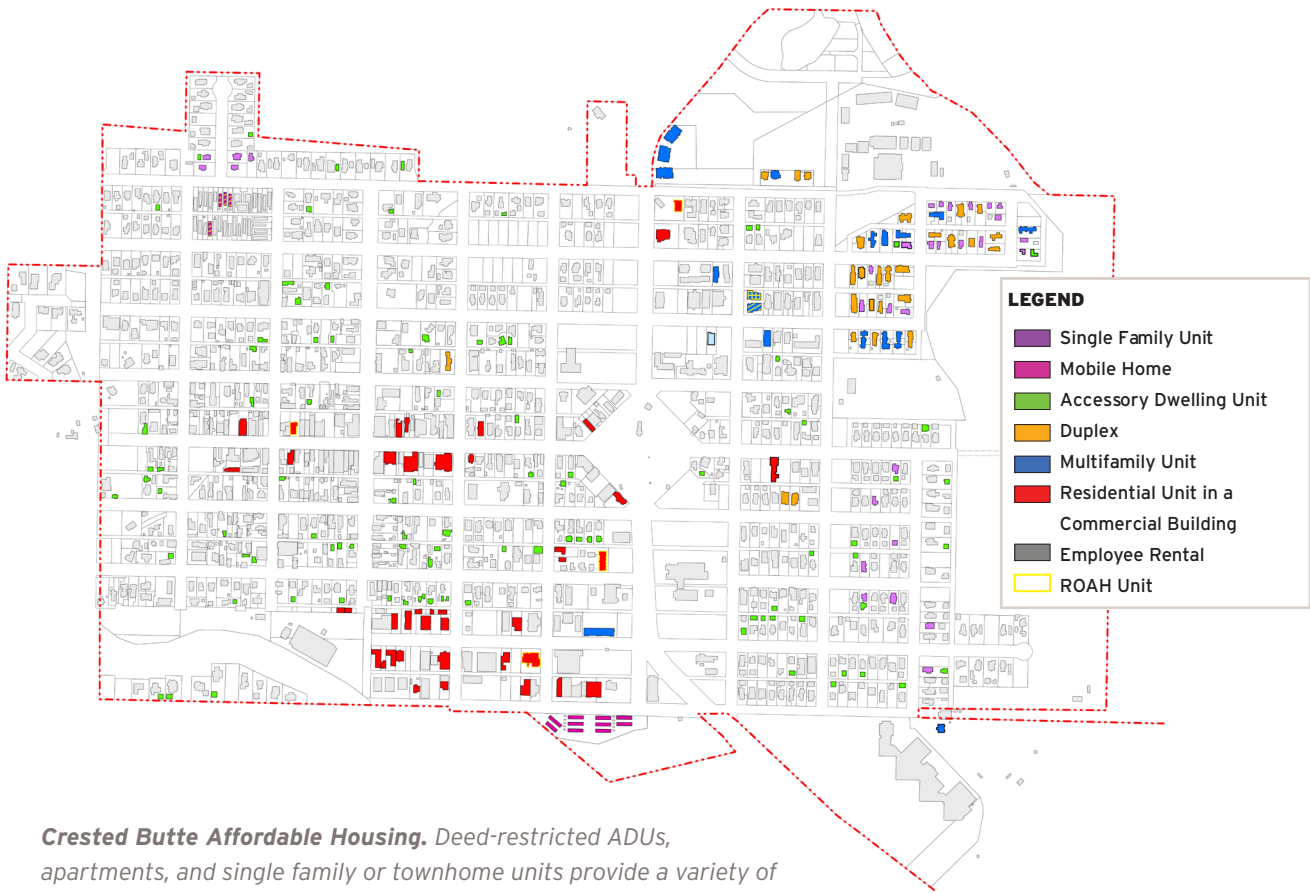 LEGEND
Single Family Unit
Mobile Home
Accessory Dwelling Unit
Duplex
Multifamily Unit
Residential Unit in a
Commercial Building
Employee Rental
ROAH Unit
Crested Butte Affordable Housing. Deed-restricted ADUs,
apartments, and single family or townhome units provide a variety of